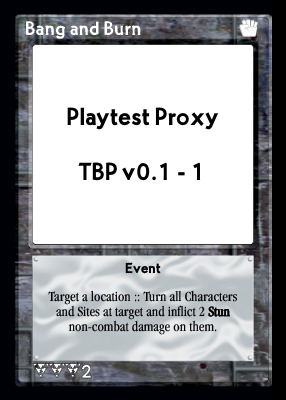 Bang and Burn
Playtest Proxy
TBP v0.1 - 1
Event
Target a location :: Turn all Characters
and Sites at target and inflict 2 Stun
non-combat damage on them.
2